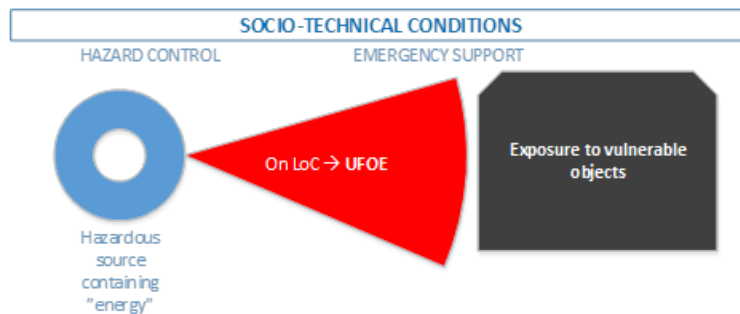 SOCIO-TECHNICAL CONDITIONS
HAZARD CONTROL EMERGENCY SUPPORT
On LoC → UFOE
Exposure to vulnerable
objects
Hazardous
source
containing
"energy"